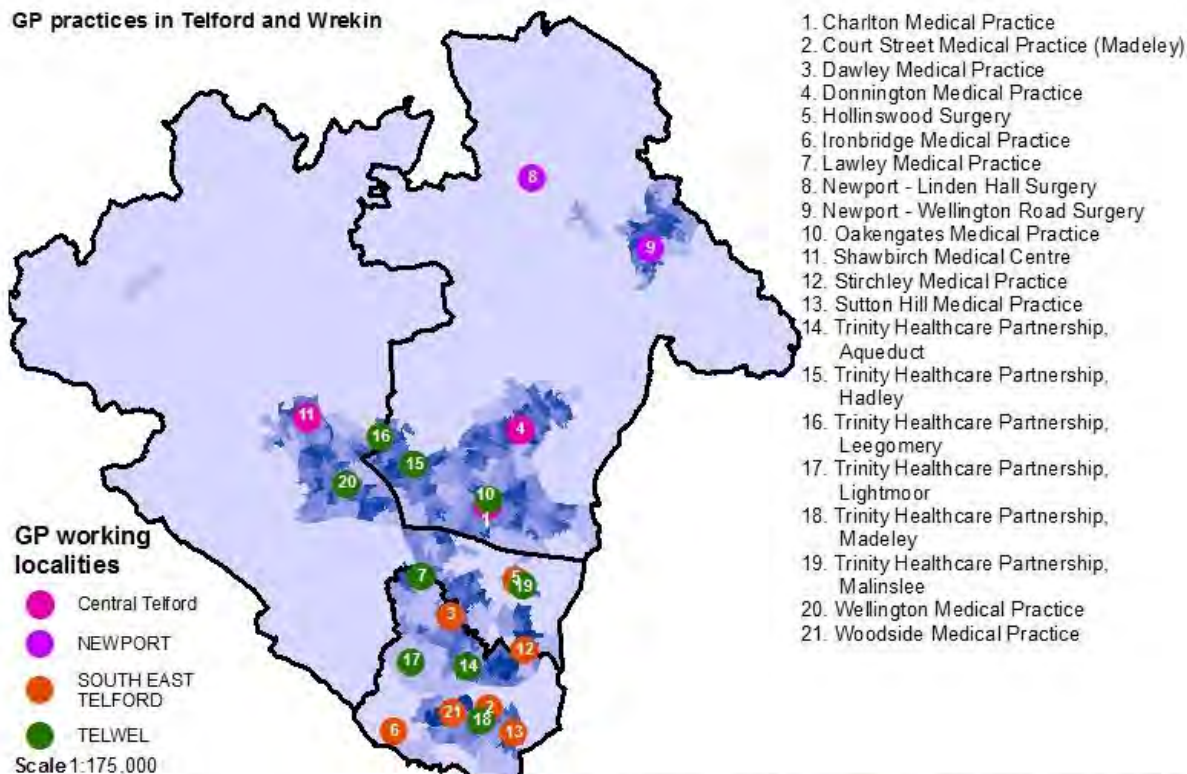 GP practices in Telford and Wrekin
1. Charlton Medical Practice
2. Court Street Medical Practice (Madeley)
3. Dawley Medical Practice
4. Donnington Medical Practice
5. Hollinswood Surgery
6. Ironbridge Medical Practice
7. Lawley Medical Practice
8. Newport - Linden Hall Surgery
9. Newport - Wellington Road Surgery
10. Oakengates Medical Practice
11. Shawbirch Medical Centre
12. Stirchley Medical Practice
13. Sutton Hill Medical Practice
14. Trinity Healthcare Partnership,
Aqueduct
15. Trinity Healthcare Partnership,
Hadley
16. Trinity Healthcare Partnership,
Leegomery
17. Trinity Healthcare Partnership,
Lightmoor
18. Trinity Healthcare Partnership,
Madeley
19. Trinity Healthcare Partnership,
Malinslee
20. Wellington Medical Practice
21. Woodside Medical Practice
8
9
11
4
16
15
20
10
1
7
5
19
3
12
17
14
2
21
18
6
13
GP working
localities
Central Telford
NEWPORT
SOUTH EAST
TELFORD
TELWEL
Scale 1:175,000